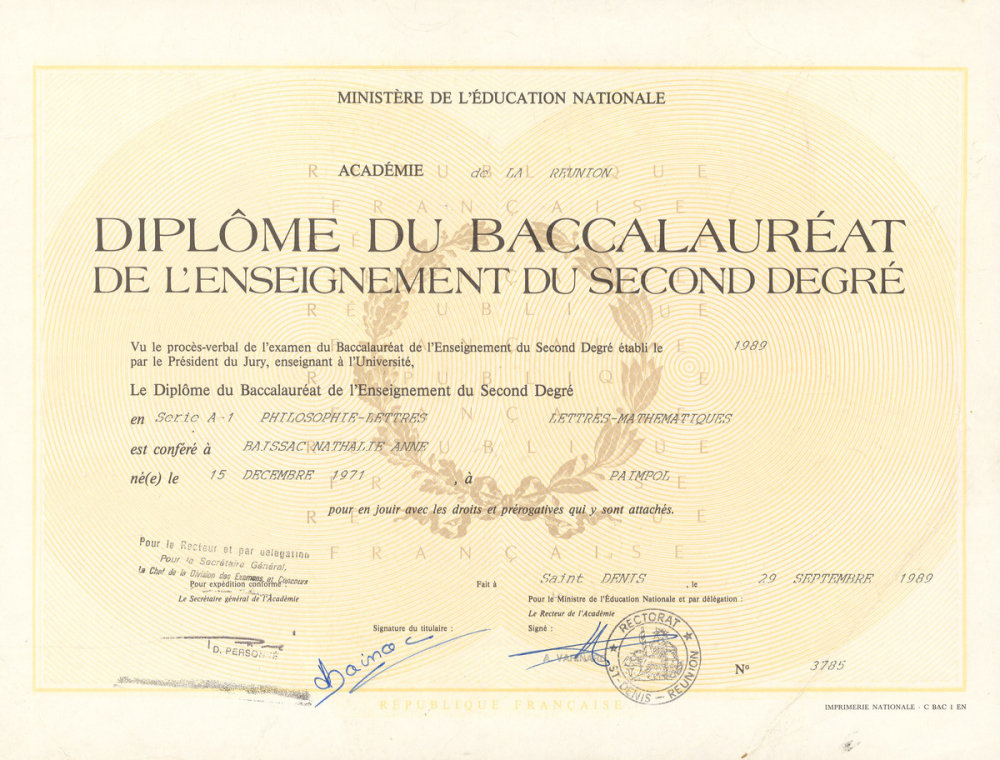 MINISTÈRE DE L'ÉDUCATION NATIONALE
ACADÉMIE de LA REUNION
DIPLÔME DU BACCALAURÉAT
DE L'ENSEIGNEMENT DU SECOND DEGRÉ
Vu le procès-verbal de l'examen du Baccalauréat de l'Enseignement du Second Degré établi le 1989
par le Président du Jury, enseignant à l'Université,
Le Diplôme du Baccalauréat de l'Enseignement du Second Degré
en Serie A-1 PHILOSOPHIE-LETTRES LETTRES-MATHEMATIQUES
est conféré à BAISSAC NATHALIE ANNE
né(e) le 15 DECEMBRE 1971, à PAIMPOL
pour en jouir avec les droits et prérogatives qui y sont attachés.
RÉPUBLIQUE
FRANÇAISE
Pour le Recteur et par délégation
Pour le Secrétaire Général,
le Chef de la Division des Examens et Concours
Pour expédition conforme :
Le Secrétaire général de l'Académie
Fait à Saint DENIS, le 29 SEPTEMBRE 1989
Pour le Ministre de l'Éducation Nationale et par délégation :
Le Recteur de l'Académie
Signature du titulaire :
Signé :
D. PERSONNE
RECTORAT
ST-DENIS - REUNION
N° 3785
RÉPUBLIQUE FRANÇAISE
IMPRIMERIE NATIONALE - C BAC 1 EN